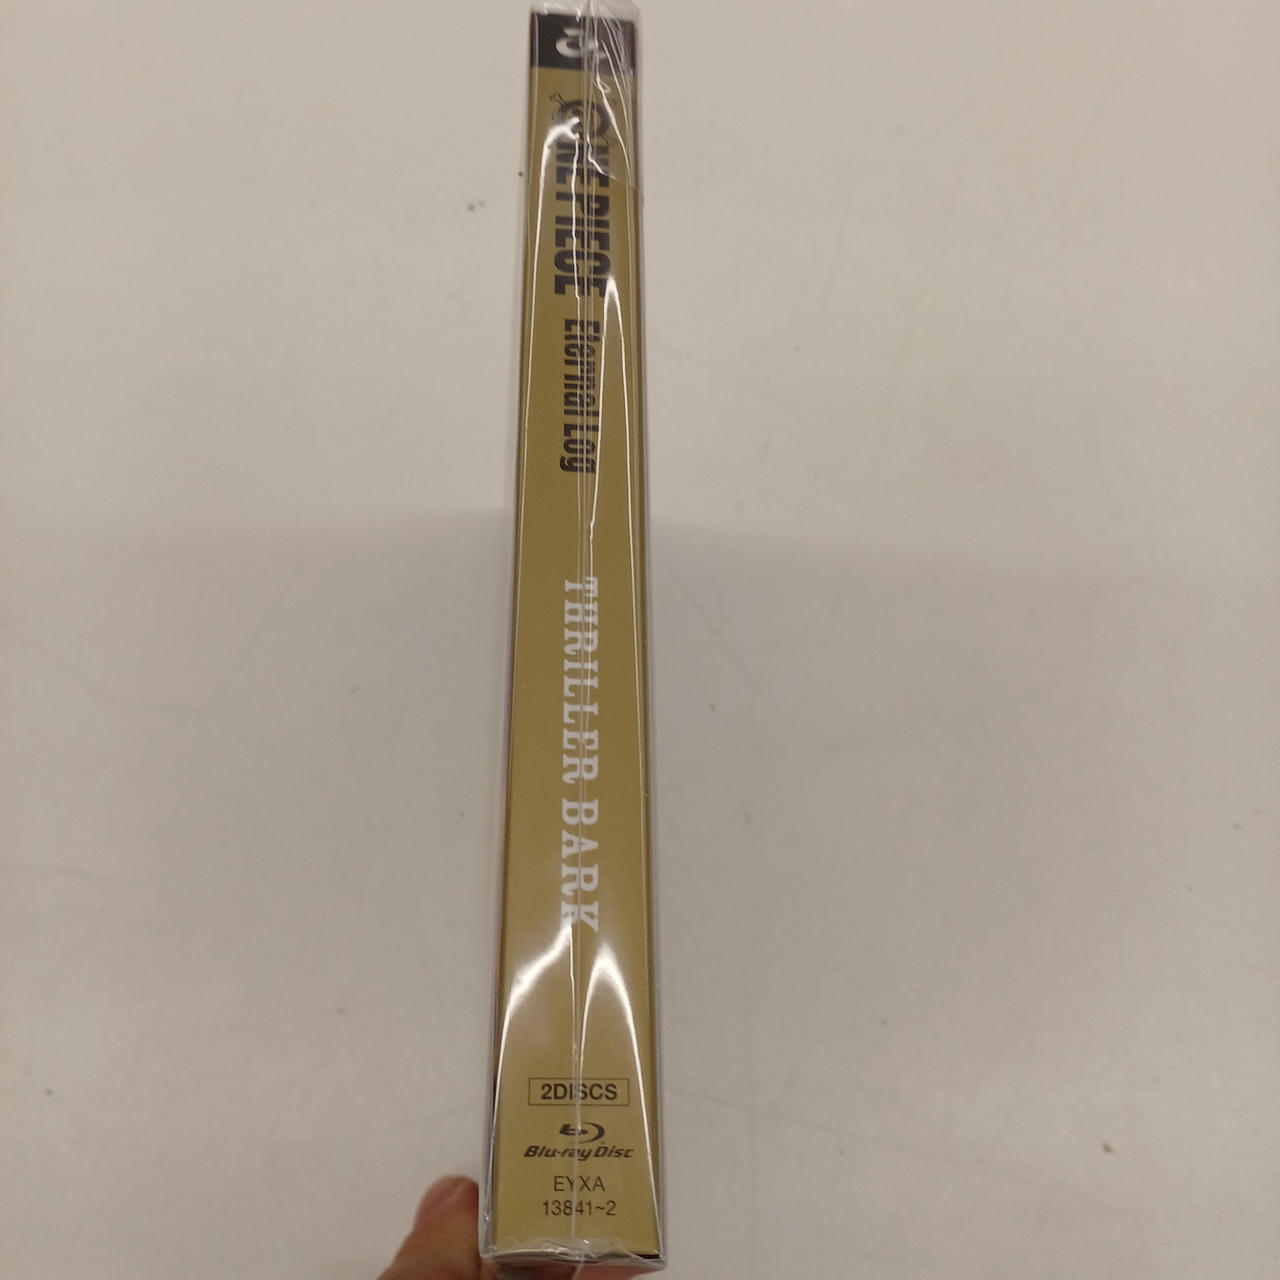 ONE PIECE Eternal Log
THRILLER BARK
2DISCS
Blu-ray Disc
EYXA
13841~2